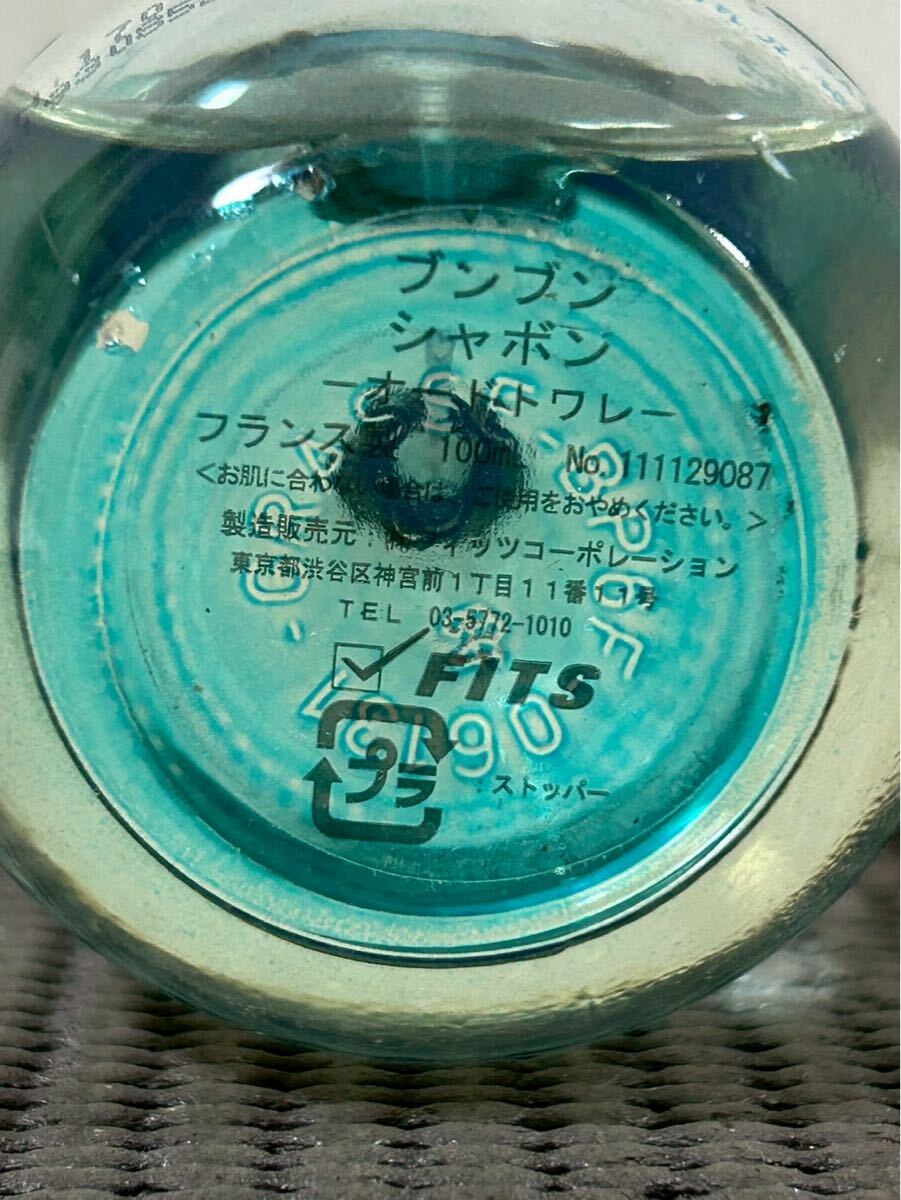 ブンブン
シャボン
ーオードトワレー
フランス製 100mL No. 111129087
<お肌に合わない場合は、ご使用をおやめください。>
製造販売元:㈱フィッツコーポレーション
東京都渋谷区神宮前1丁目11番11号
TEL 03-5772-1010
FITS
プラ ストッパー